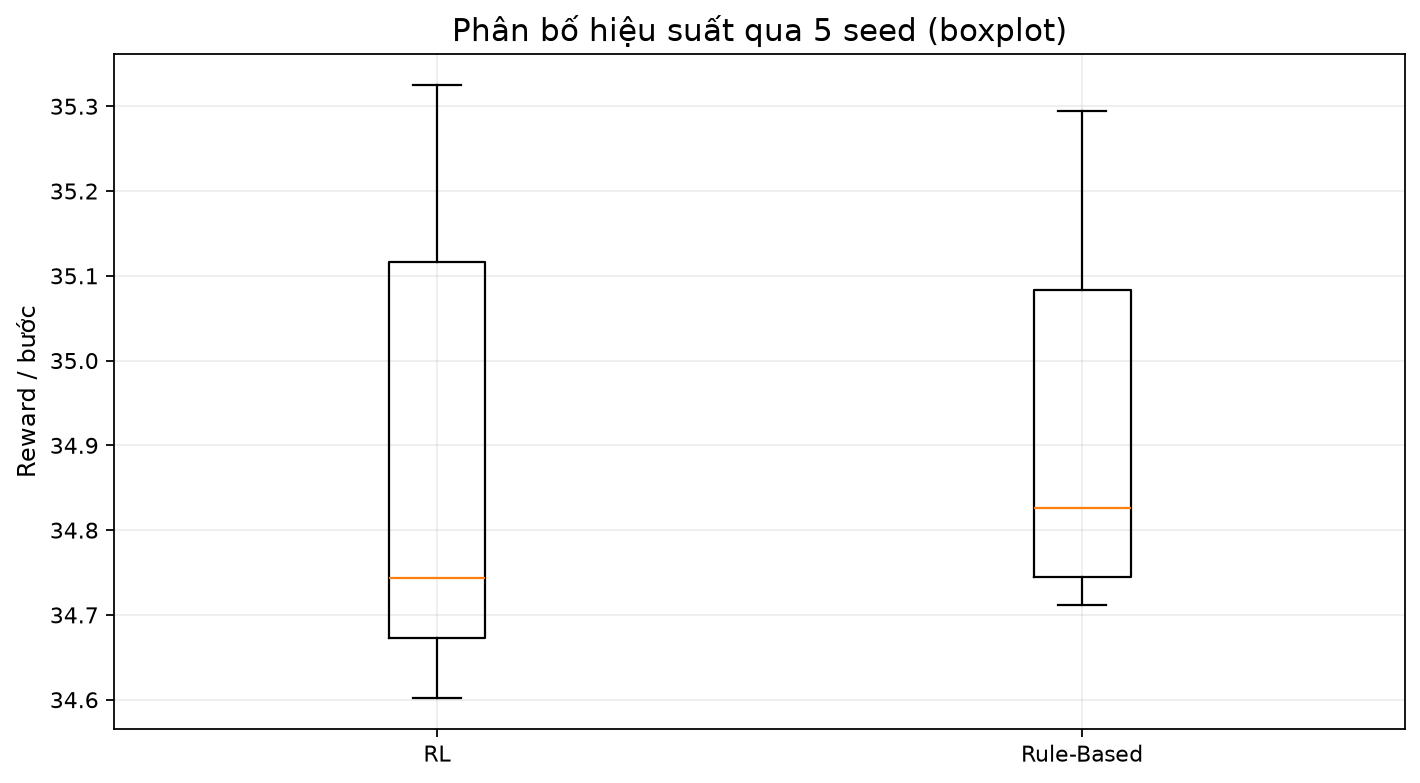 Phân bố hiệu suất qua 5 seed (boxplot)
Reward / bước
35.3
35.2
35.1
35.0
34.9
34.8
34.7
34.6
RL
Rule-Based